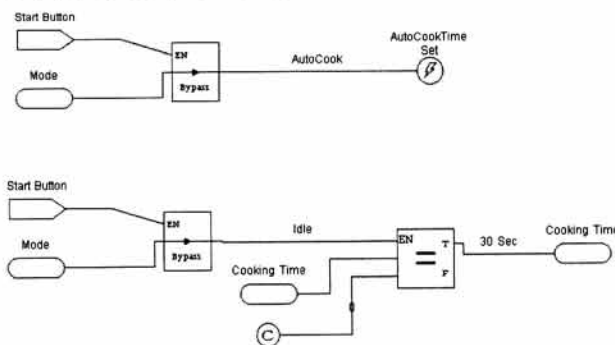 Start Button
AutoCookTime
Set
EN
AutoCook
Mode
Bypass
Start Button
EN
Idle
EN
T
30 Sec
Cooking Time
Mode
Bypass
Cooking Time
F
C